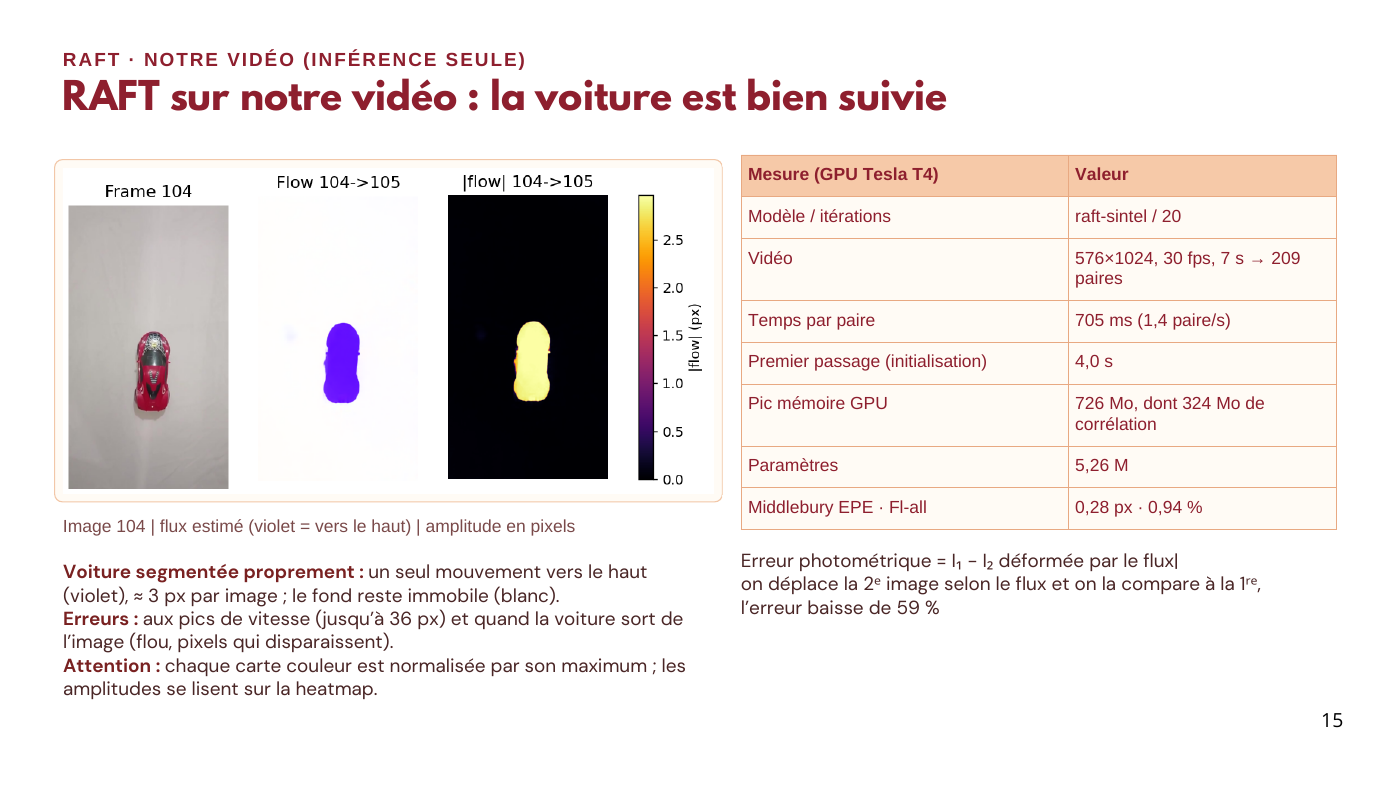 RAFT · NOTRE VIDÉO (INFÉRENCE SEULE)
RAFT sur notre vidéo : la voiture est bien suivie
Frame 104
Flow 104->105
|flow| 104->105
2.5
2.0
1.5
1.0
0.5
0.0
|flow| (px)
Image 104 | flux estimé (violet = vers le haut) | amplitude en pixels
Voiture segmentée proprement : un seul mouvement vers le haut
(violet), ≈ 3 px par image ; le fond reste immobile (blanc).
Erreurs : aux pics de vitesse (jusqu’à 36 px) et quand la voiture sort de
l’image (flou, pixels qui disparaissent).
Attention : chaque carte couleur est normalisée par son maximum ; les
amplitudes se lisent sur la heatmap.
Mesure (GPU Tesla T4) Valeur
Modèle / itérations raft-sintel / 20
Vidéo 576×1024, 30 fps, 7 s → 209
paires
Temps par paire 705 ms (1,4 paire/s)
Premier passage (initialisation) 4,0 s
Pic mémoire GPU 726 Mo, dont 324 Mo de
corrélation
Paramètres 5,26 M
Middlebury EPE · Fl-all 0,28 px · 0,94 %
Erreur photométrique = I₁ − I₂ déformée par le flux|
on déplace la 2ᵉ image selon le flux et on la compare à la 1ʳᵉ,
l’erreur baisse de 59 %
15